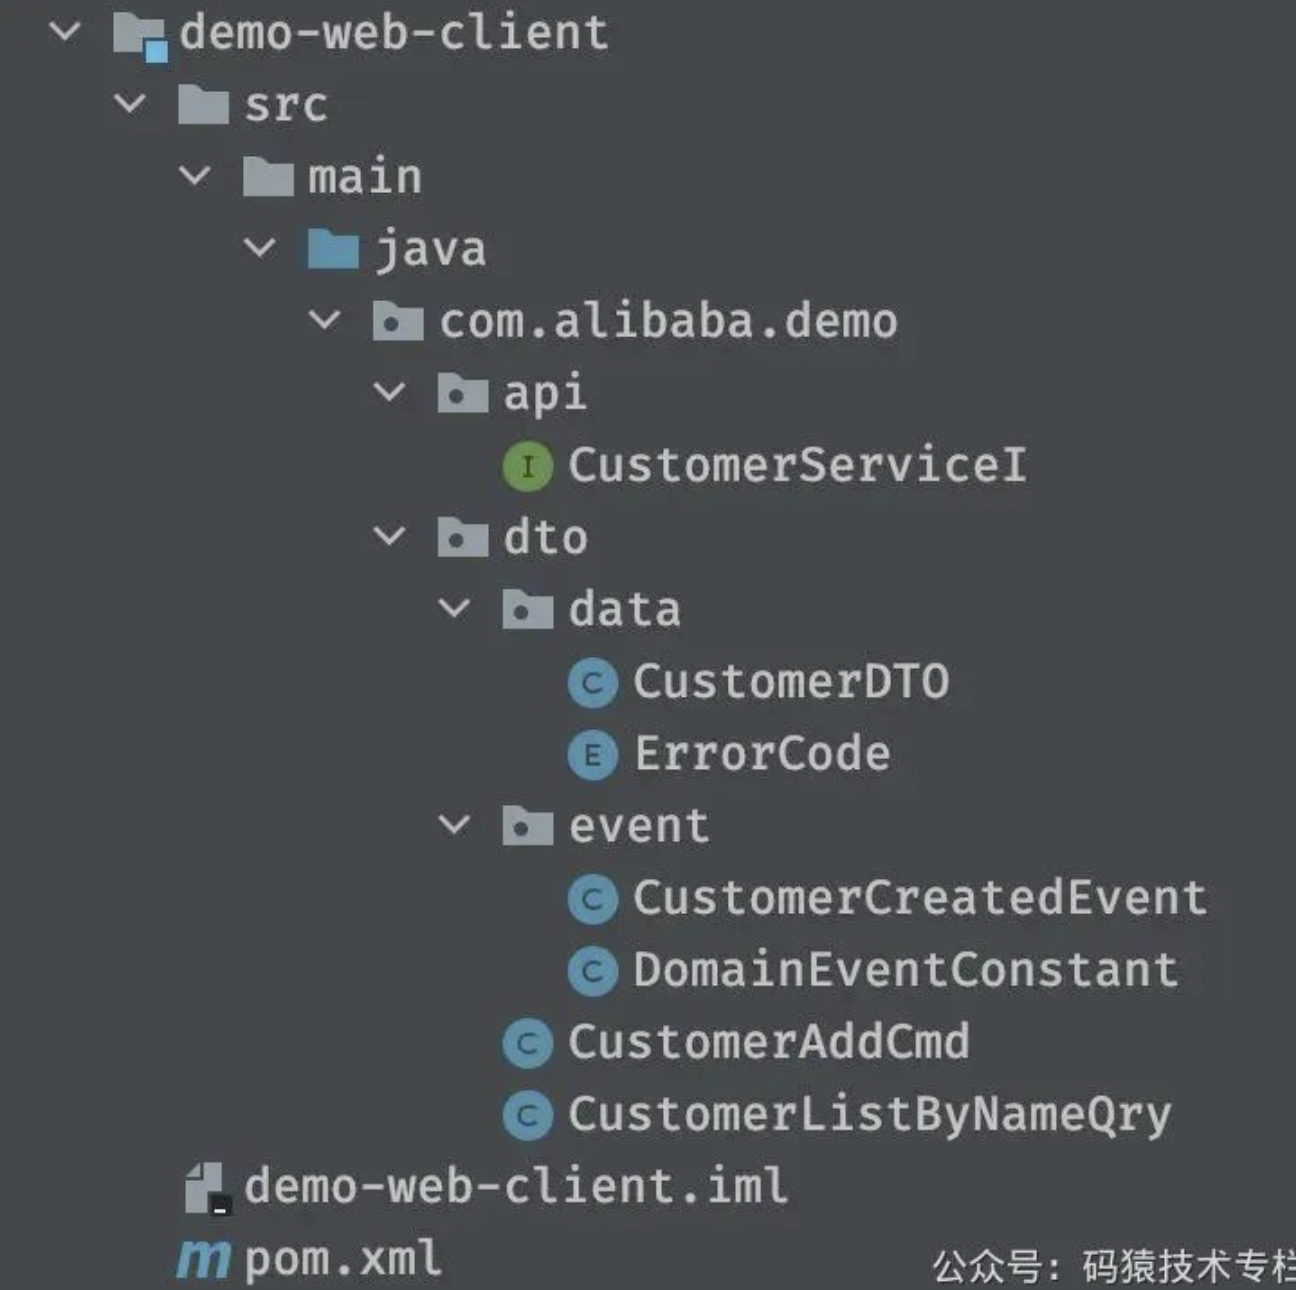 demo-web-client
src
main
java
com.alibaba.demo
api
I CustomerServiceI
dto
data
C CustomerDTO
E ErrorCode
event
C CustomerCreatedEvent
C DomainEventConstant
C CustomerAddCmd
C CustomerListByNameQry
demo-web-client.iml
m pom.xml
公众号：码猿技术专栏